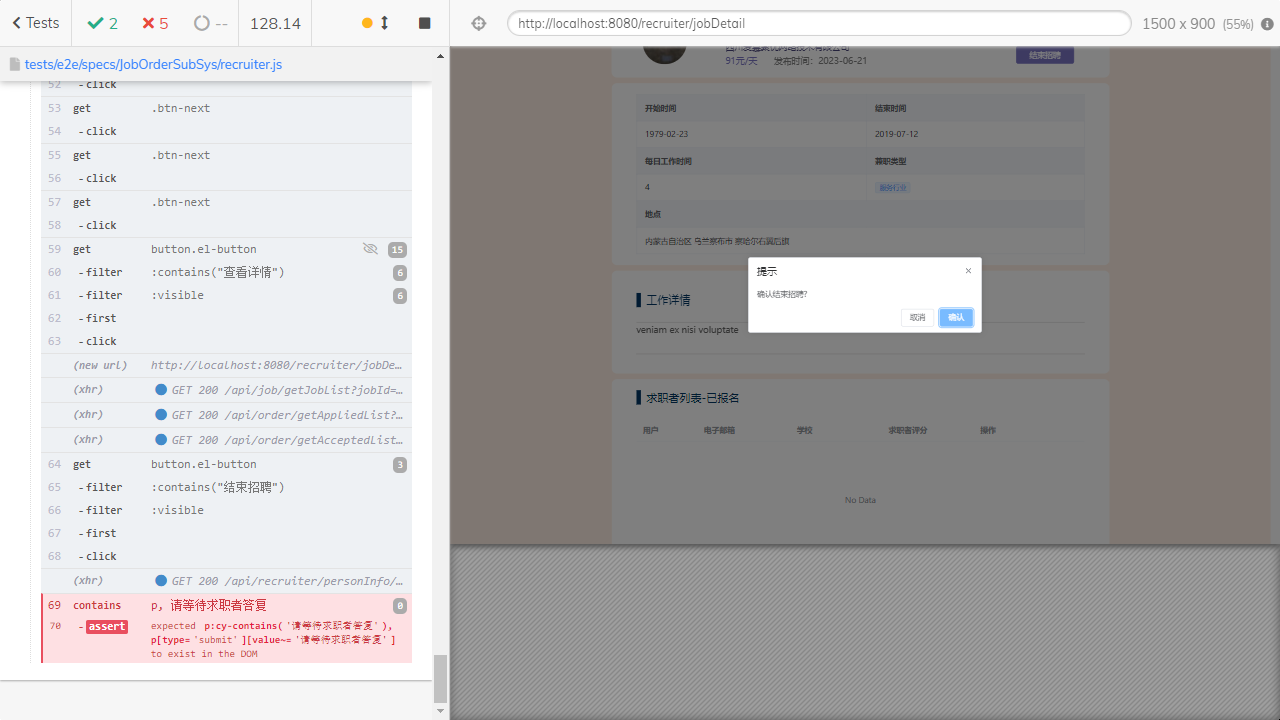 Tests
2
5
--
128.14
http://localhost:8080/recruiter/jobDetail
1500 x 900 (55%)
tests/e2e/specs/JobOrderSubSys/recruiter.js
52 -click
53 get .btn-next
54 -click
55 get .btn-next
56 -click
57 get .btn-next
58 -click
59 get button.el-button 15
60 -filter :contains("查看详情") 6
61 -filter :visible 6
62 -first
63 -click
(new url) http://localhost:8080/recruiter/jobDe...
(xhr) GET 200 /api/job/getJobList?jobId=...
(xhr) GET 200 /api/order/getAppliedList?...
(xhr) GET 200 /api/order/getAcceptedList...
64 get button.el-button 3
65 -filter :contains("结束招聘")
66 -filter :visible
67 -first
68 -click
(xhr) GET 200 /api/recruiter/personInfo/...
69 contains p, 请等待求职者答复 0
70 -assert expected p:cy-contains('请等待求职者答复'),
p[type='submit'][value~='请等待求职者答复']
to exist in the DOM
91元/天 发布时间：2023-06-21
结束招聘
开始时间 结束时间
1979-02-23 2019-07-12
每日工作时间 兼职类型
4 服务行业
地点
内蒙古自治区 乌兰察布市 察哈尔右翼后旗
提示
确认结束招聘?
取消 确认
工作详情
veniam ex nisi voluptate
求职者列表-已报名
用户 电子邮箱 学校 求职者评分 操作
No Data